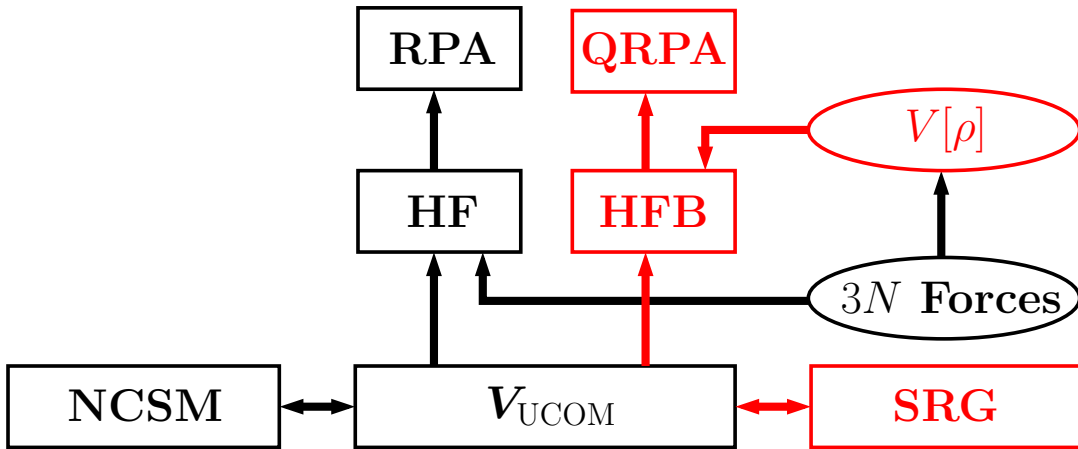 RPA
QRPA
V[ρ]
HF
HFB
3N Forces
NCSM
V_UCOM
SRG